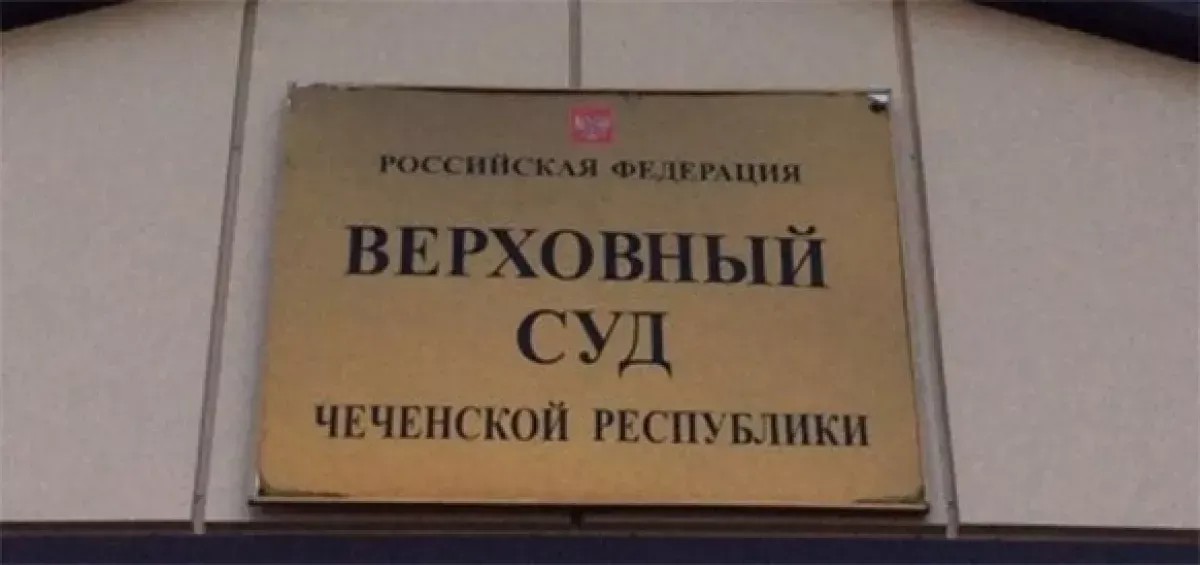 РОССИЙСКАЯ ФЕДЕРАЦИЯ
ВЕРХОВНЫЙ
СУД
ЧЕЧЕНСКОЙ РЕСПУБЛИКИ